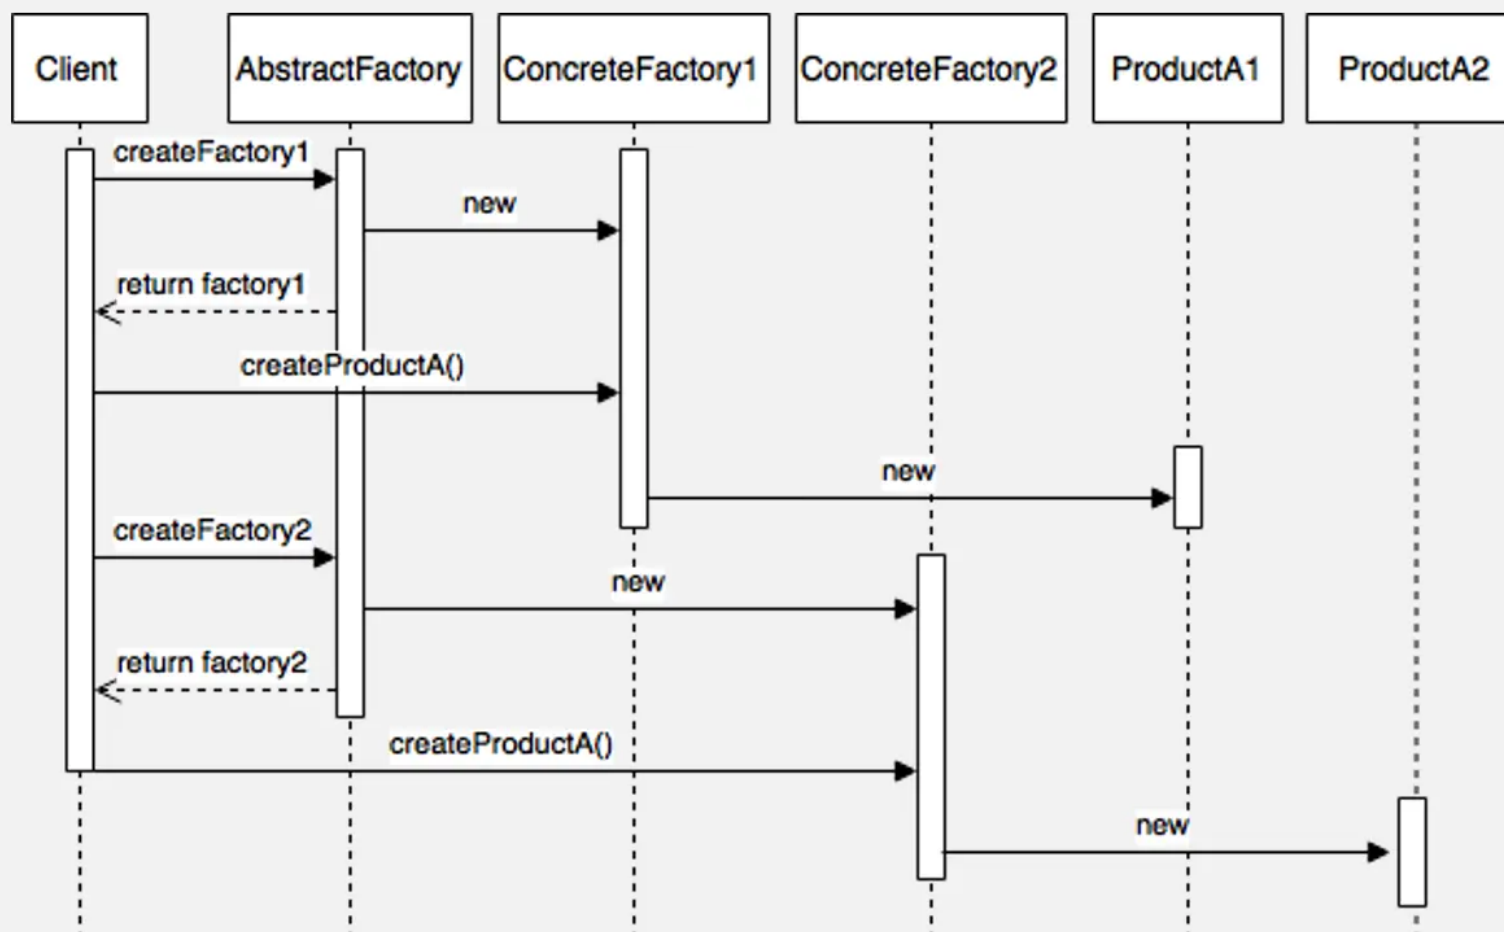 Client
AbstractFactory
ConcreteFactory1
ConcreteFactory2
ProductA1
ProductA2
createFactory1
new
return factory1
createProductA()
new
createFactory2
new
return factory2
createProductA()
new